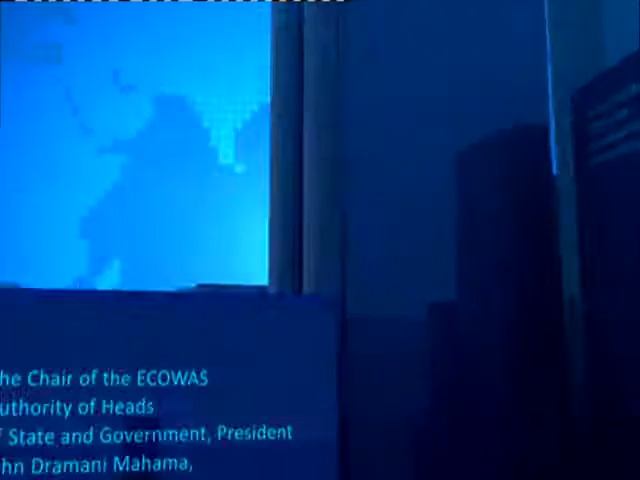 he Chair of the ECOWAS
uthority of Heads
f State and Government, President
hn Dramani Mahama,